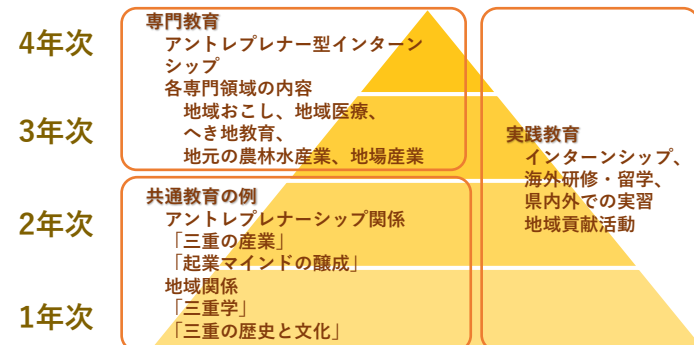 4年次
専門教育
アントレプレナー型インターン
シップ
各専門領域の内容
地域おこし、地域医療、
へき地教育、
地元の農林水産業、地場産業
3年次
共通教育の例
アントレプレナーシップ関係
「三重の産業」
「起業マインドの醸成」
地域関係
「三重学」
「三重の歴史と文化」
2年次
1年次
実践教育
インターンシップ、
海外研修・留学、
県内外での実習
地域貢献活動